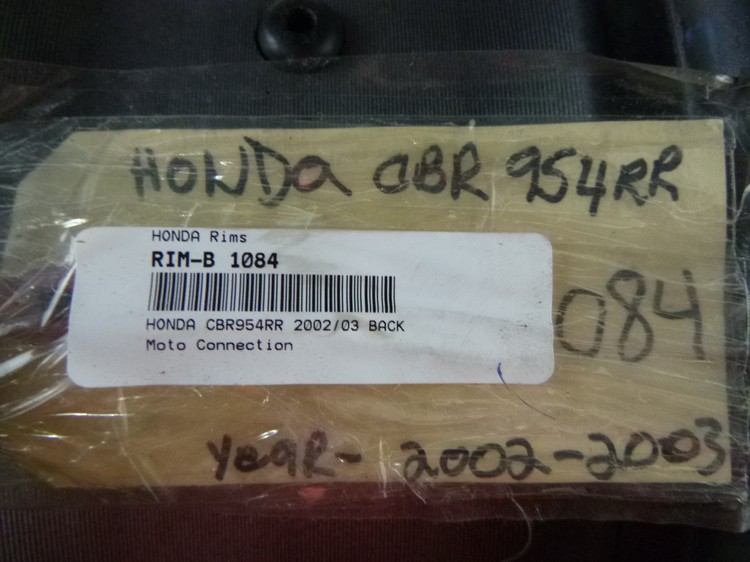 HONDA CBR 954RR
HONDA Rims
RIM-B 1084
HONDA CBR954RR 2002/03 BACK
Moto Connection
084
YEAR- 2002-2003